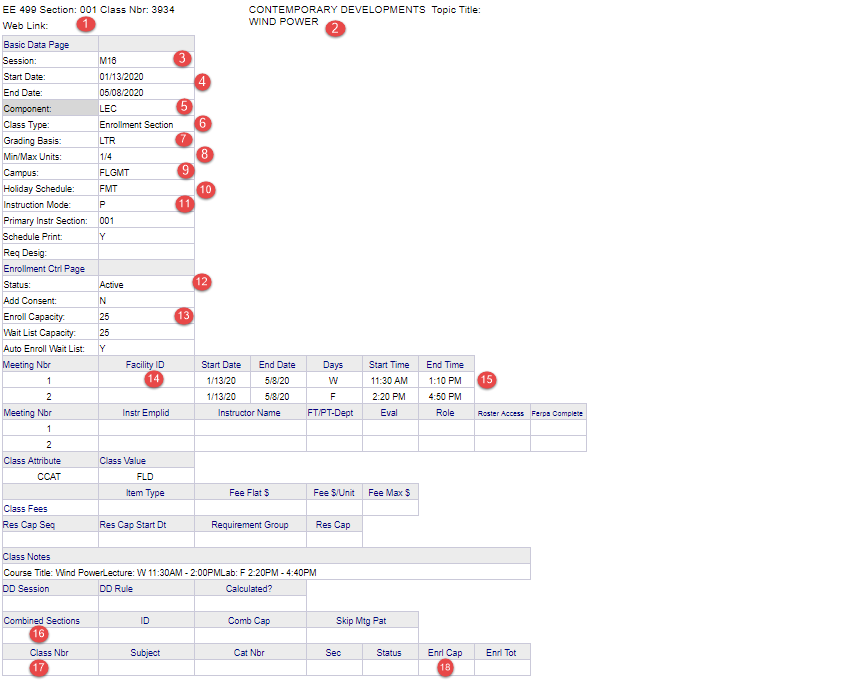 EE 499 Section: 001 Class Nbr: 3934 CONTEMPORARY DEVELOPMENTS Topic Title:
Web Link: 1 WIND POWER 2
Basic Data Page
Session: M16 3
Start Date: 01/13/2020 4
End Date: 05/08/2020
Component: LEC 5
Class Type: Enrollment Section 6
Grading Basis: LTR 7
Min/Max Units: 1/4 8
Campus: FLGMT 9
Holiday Schedule: FMT 10
Instruction Mode: P 11
Primary Instr Section: 001
Schedule Print: Y
Req Desig:
Enrollment Ctrl Page
Status: Active 12
Add Consent: N
Enroll Capacity: 25 13
Wait List Capacity: 25
Auto Enroll Wait List: Y
Meeting Nbr Facility ID Start Date End Date Days Start Time End Time
1 14 1/13/20 5/8/20 W 11:30 AM 1:10 PM 15
2 1/13/20 5/8/20 F 2:20 PM 4:50 PM
Meeting Nbr Instr Emplid Instructor Name FT/PT-Dept Eval Role Roster Access Ferpa Complete
1
2
Class Attribute Class Value
CCAT FLD
Item Type Fee Flat $ Fee $/Unit Fee Max $
Class Fees
Res Cap Seq Res Cap Start Dt Requirement Group Res Cap
Class Notes
Course Title: Wind PowerLecture: W 11:30AM - 2:00PMLab: F 2:20PM - 4:40PM
DD Session DD Rule Calculated?
Combined Sections ID Comb Cap Skip Mtg Pat
16
Class Nbr Subject Cat Nbr Sec Status Enrl Cap Enrl Tot
17 18